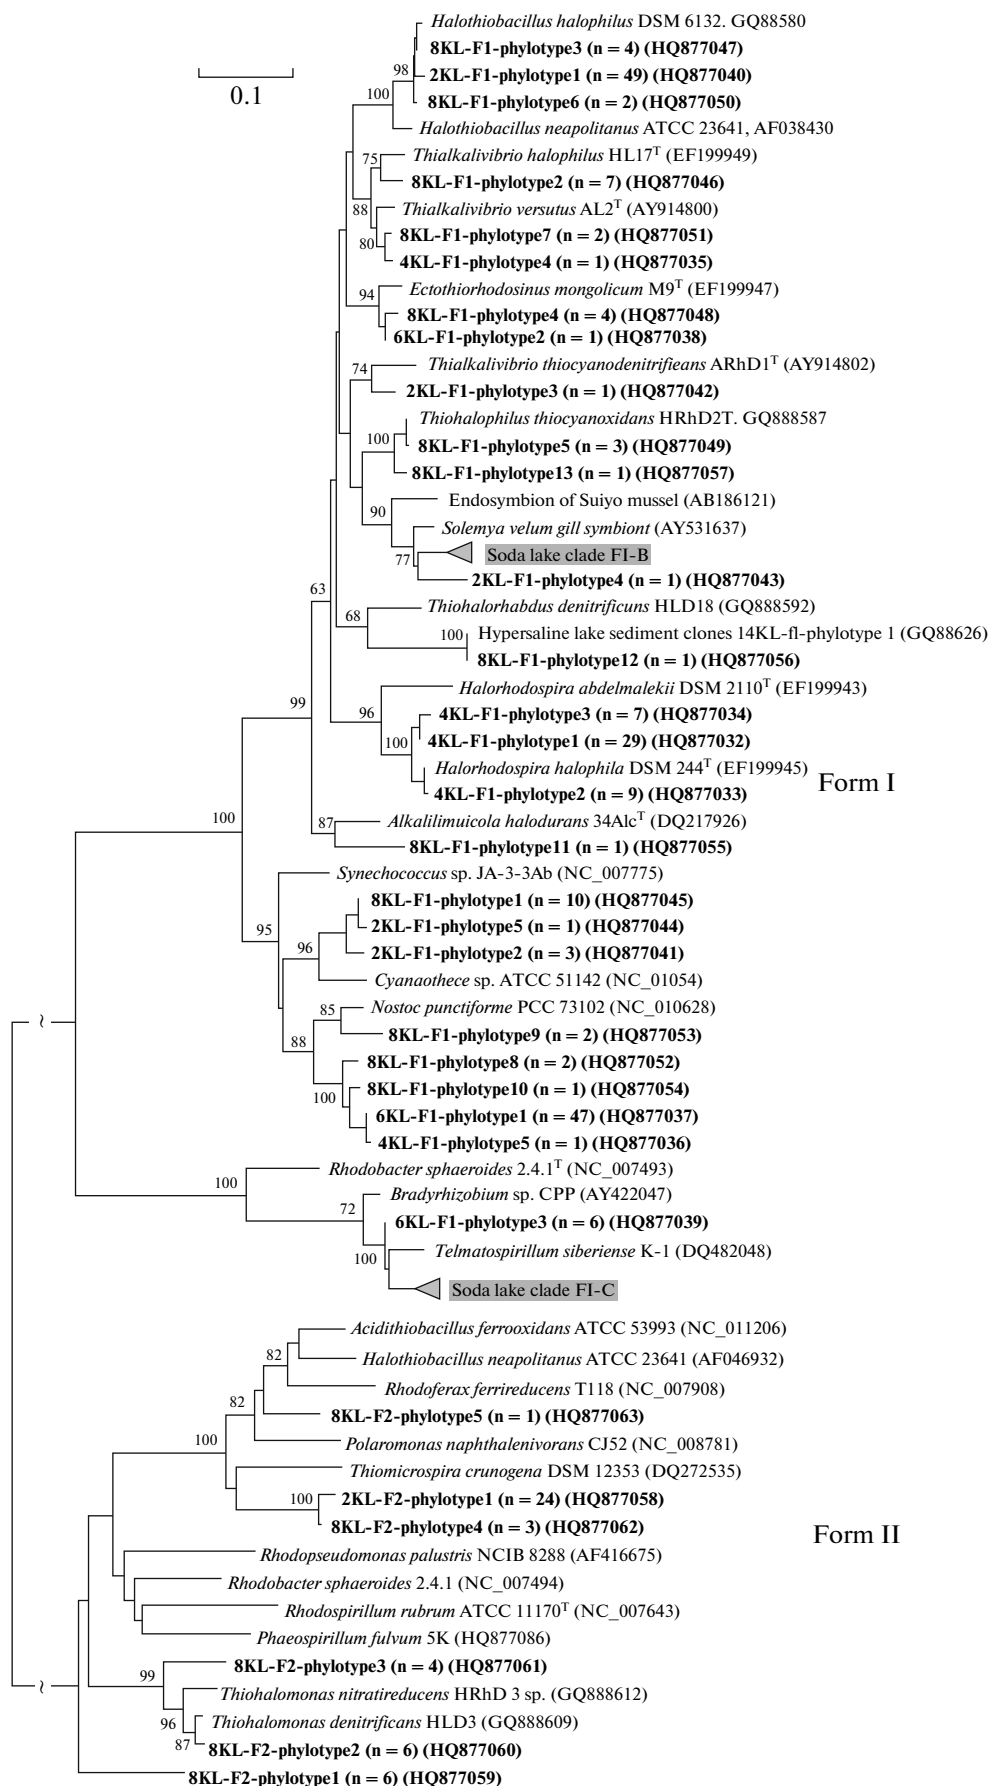 Halothiobacillus halophilus DSM 6132. GQ88580
8KL-F1-phylotype3 (n = 4) (HQ877047)
98
2KL-F1-phylotype1 (n = 49) (HQ877040)
0.1
100
8KL-F1-phylotype6 (n = 2) (HQ877050)
Halothiobacillus neapolitanus ATCC 23641, AF038430
75
Thialkalivibrio halophilus HL17T (EF199949)
8KL-F1-phylotype2 (n = 7) (HQ877046)
88
Thialkalivibrio versutus AL2T (AY914800)
8KL-F1-phylotype7 (n = 2) (HQ877051)
80
4KL-F1-phylotype4 (n = 1) (HQ877035)
94
Ectothiorhodosinus mongolicum M9T (EF199947)
8KL-F1-phylotype4 (n = 4) (HQ877048)
6KL-F1-phylotype2 (n = 1) (HQ877038)
74
Thialkalivibrio thiocyanodenitrifieans ARhD1T (AY914802)
2KL-F1-phylotype3 (n = 1) (HQ877042)
Thiohalophilus thiocyanoxidans HRhD2T. GQ888587
100
8KL-F1-phylotype5 (n = 3) (HQ877049)
8KL-F1-phylotype13 (n = 1) (HQ877057)
90
Endosymbion of Suiyo mussel (AB186121)
Solemya velum gill symbiont (AY531637)
77
Soda lake clade FI-B
2KL-F1-phylotype4 (n = 1) (HQ877043)
63
68
Thiohalorhabdus denitrificuns HLD18 (GQ888592)
100
Hypersaline lake sediment clones 14KL-fl-phylotype 1 (GQ88626)
8KL-F1-phylotype12 (n = 1) (HQ877056)
99
96
Halorhodospira abdelmalekii DSM 2110T (EF199943)
4KL-F1-phylotype3 (n = 7) (HQ877034)
100
4KL-F1-phylotype1 (n = 29) (HQ877032)
Halorhodospira halophila DSM 244T (EF199945)
Form I
4KL-F1-phylotype2 (n = 9) (HQ877033)
100
87
Alkalilimuicola halodurans 34AlcT (DQ217926)
8KL-F1-phylotype11 (n = 1) (HQ877055)
Synechococcus sp. JA-3-3Ab (NC_007775)
8KL-F1-phylotype1 (n = 10) (HQ877045)
95
2KL-F1-phylotype5 (n = 1) (HQ877044)
96
2KL-F1-phylotype2 (n = 3) (HQ877041)
Cyanaothece sp. ATCC 51142 (NC_01054)
85
Nostoc punctiforme PCC 73102 (NC_010628)
88
8KL-F1-phylotype9 (n = 2) (HQ877053)
8KL-F1-phylotype8 (n = 2) (HQ877052)
100
8KL-F1-phylotype10 (n = 1) (HQ877054)
6KL-F1-phylotype1 (n = 47) (HQ877037)
4KL-F1-phylotype5 (n = 1) (HQ877036)
100
Rhodobacter sphaeroides 2.4.1T (NC_007493)
72
Bradyrhizobium sp. CPP (AY422047)
6KL-F1-phylotype3 (n = 6) (HQ877039)
100
Telmatospirillum siberiense K-1 (DQ482048)
Soda lake clade FI-C
Acidithiobacillus ferrooxidans ATCC 53993 (NC_011206)
82
Halothiobacillus neapolitanus ATCC 23641 (AF046932)
Rhodoferax ferrireducens T118 (NC_007908)
82
8KL-F2-phylotype5 (n = 1) (HQ877063)
100
Polaromonas naphthalenivorans CJ52 (NC_008781)
Thiomicrospira crunogena DSM 12353 (DQ272535)
100
2KL-F2-phylotype1 (n = 24) (HQ877058)
8KL-F2-phylotype4 (n = 3) (HQ877062)
Form II
Rhodopseudomonas palustris NCIB 8288 (AF416675)
Rhodobacter sphaeroides 2.4.1 (NC_007494)
Rhodospirillum rubrum ATCC 11170T (NC_007643)
Phaeospirillum fulvum 5K (HQ877086)
99
8KL-F2-phylotype3 (n = 4) (HQ877061)
Thiohalomonas nitratireducens HRhD 3 sp. (GQ888612)
96
Thiohalomonas denitrificans HLD3 (GQ888609)
87
8KL-F2-phylotype2 (n = 6) (HQ877060)
8KL-F2-phylotype1 (n = 6) (HQ877059)